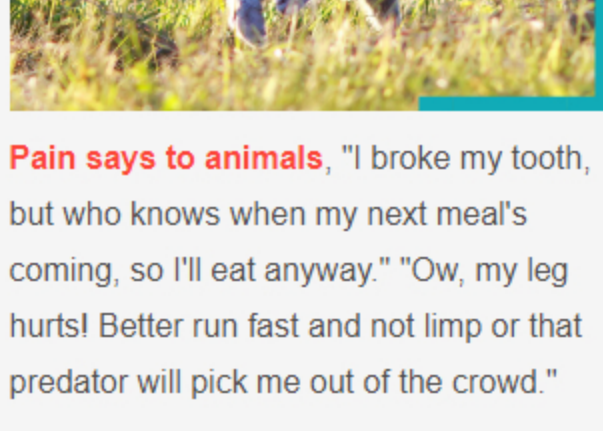 Pain says to animals, "I broke my tooth,
but who knows when my next meal's
coming, so I'll eat anyway." "Ow, my leg
hurts! Better run fast and not limp or that
predator will pick me out of the crowd."